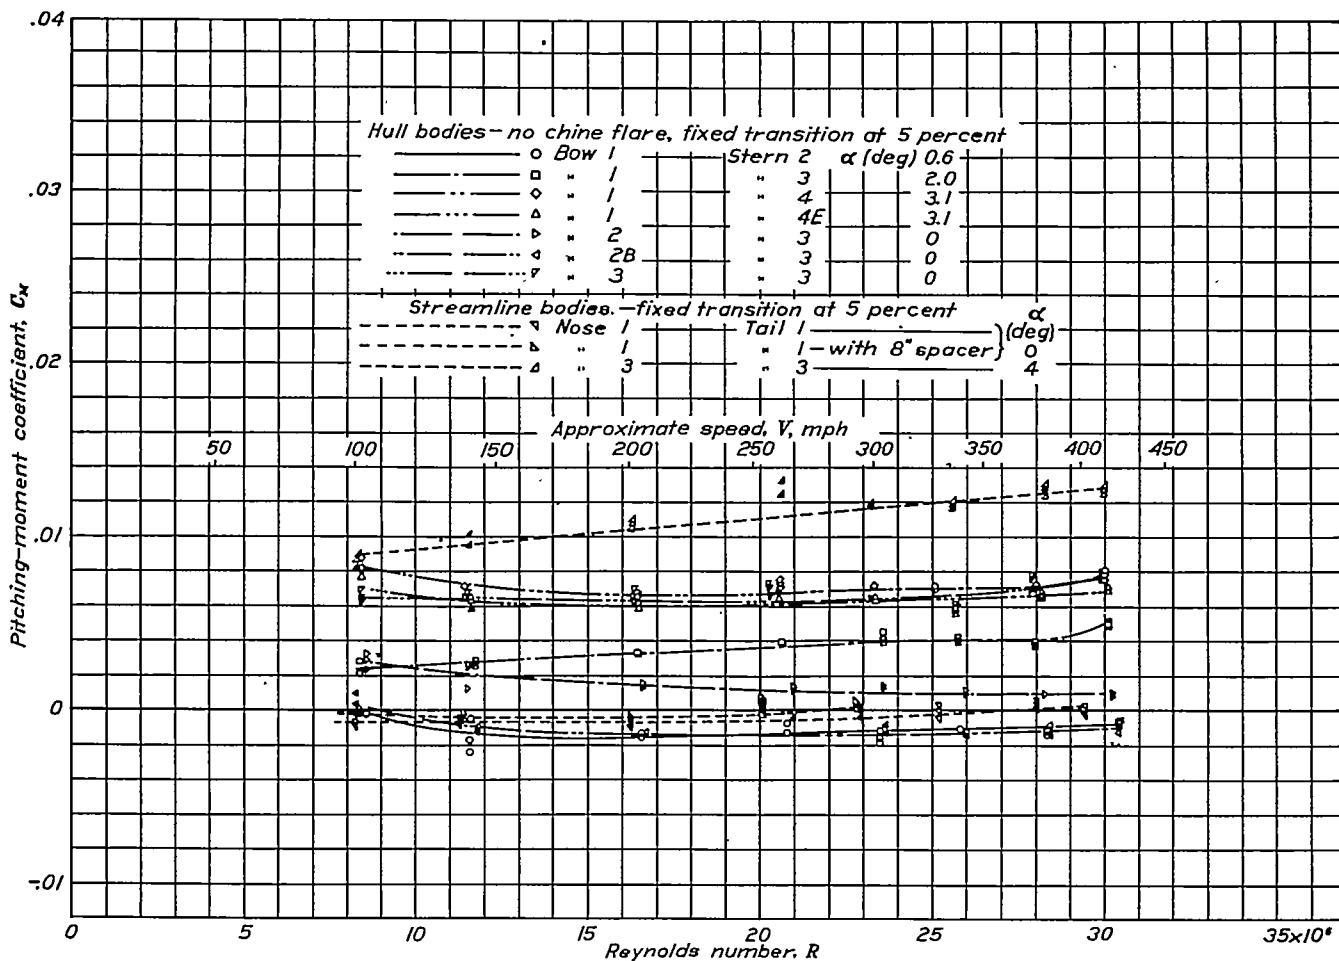 .04
.03
.02
.01
0
-.01
Pitching-moment coefficient, CM
Hull bodies—no chine flare, fixed transition at 5 percent
Bow 1 Stern 2 α (deg) 0.6
" 1 " 3 2.0
" 1 " 4 3.1
" 1 " 4E 3.1
" 2 " 3 0
" 2B " 3 0
" 3 " 3 0
Streamline bodies.—fixed transition at 5 percent
α
(deg)
Nose 1 Tail 1
" 1 " 1—with 8" spacer} 0
" 3 " 3 4
Approximate speed, V, mph
50 100 150 200 250 300 350 400 450
0 5 10 15 20 25 30 35x10⁶
Reynolds number, R